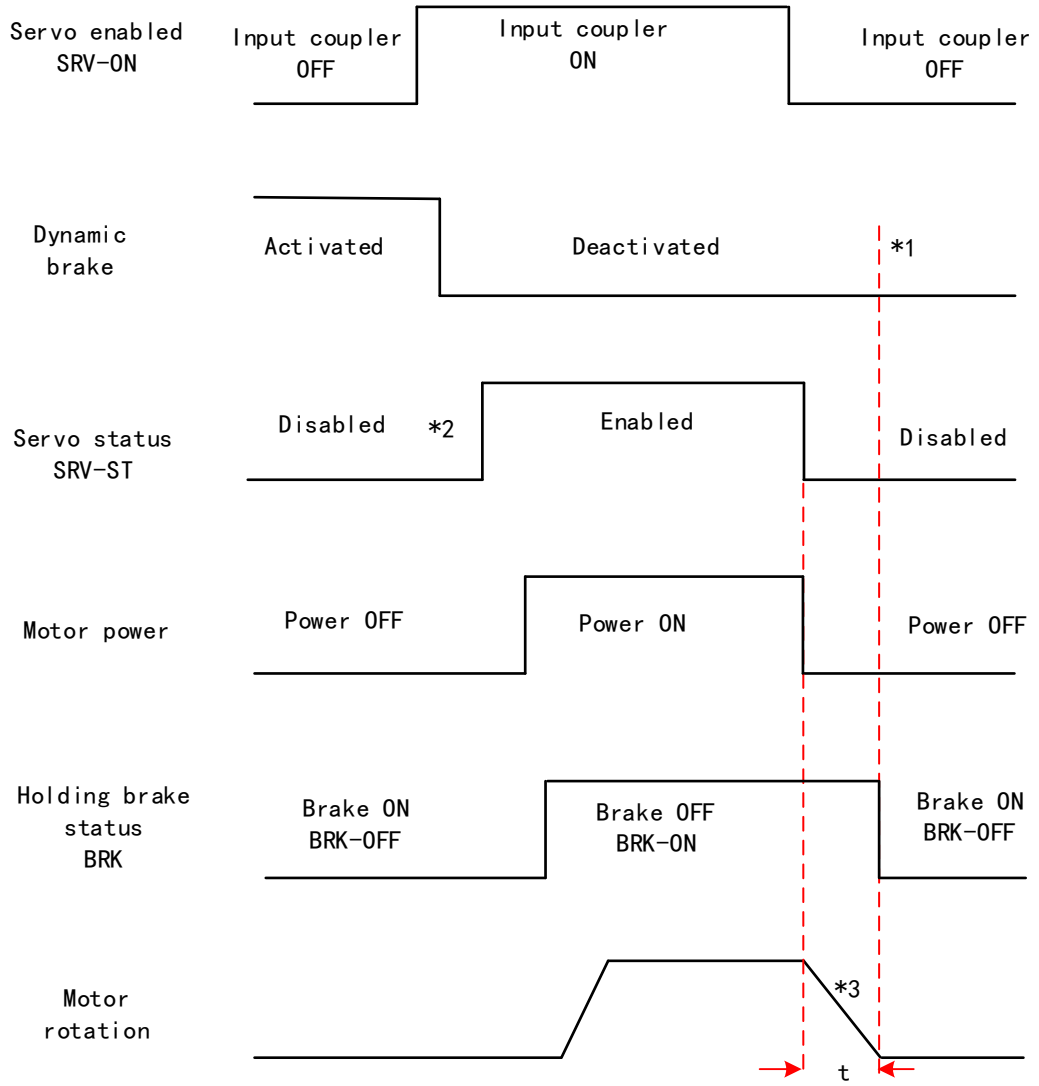 Servo enabled
SRV-ON
Input coupler
OFF
Input coupler
ON
Input coupler
OFF
Dynamic
brake
Activated
Deactivated
*1
Servo status
SRV-ST
Disabled
*2
Enabled
Disabled
Motor power
Power OFF
Power ON
Power OFF
Holding brake
status
BRK
Brake ON
BRK-OFF
Brake OFF
BRK-ON
Brake ON
BRK-OFF
Motor
rotation
*3
t